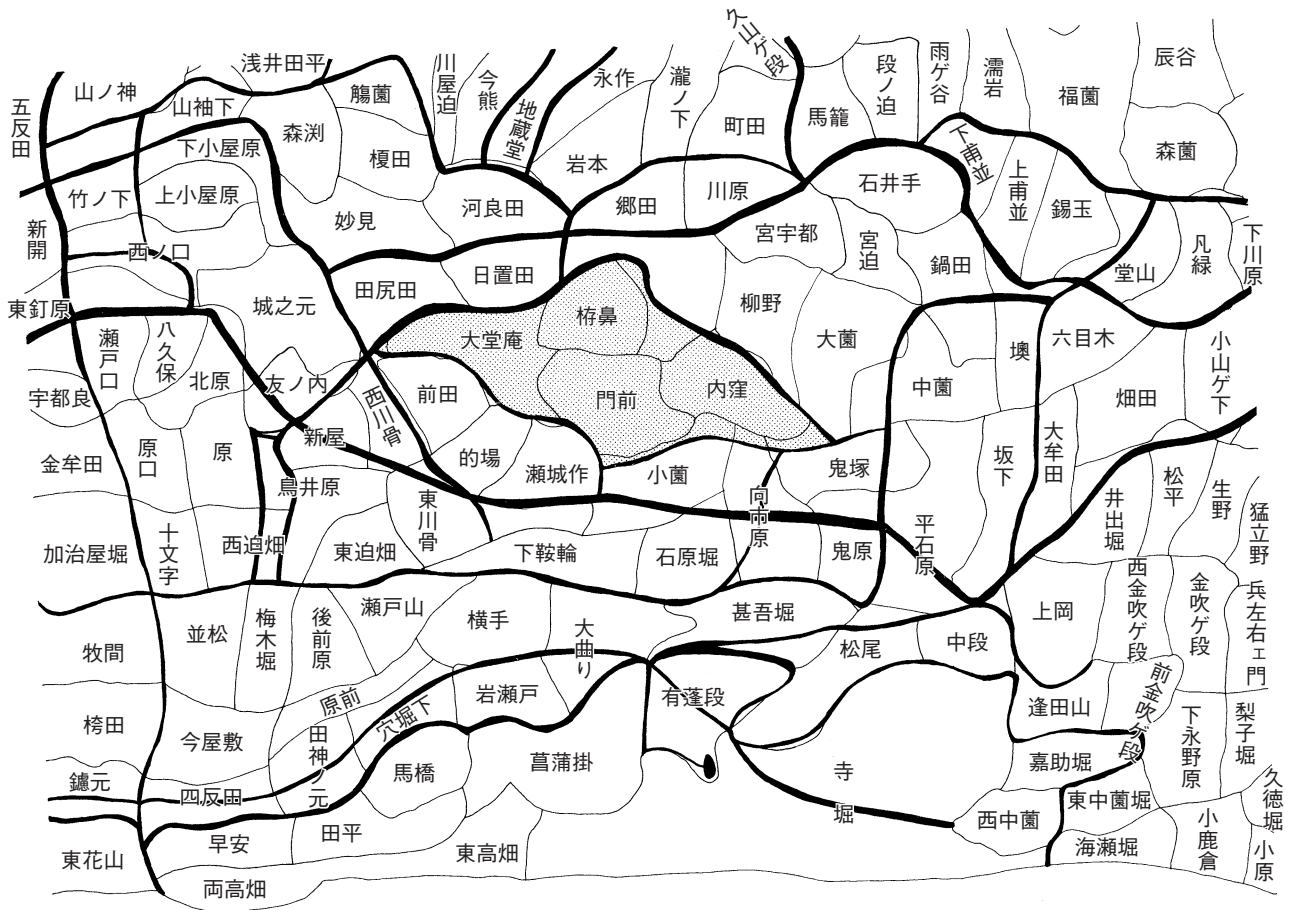 久山ゲ段
浅井田平
山ノ神
山袖下
五反田
觴薗
川屋迫
今熊
地蔵堂
永作
瀧ノ下
町田
馬籠
段ノ迫
雨ゲ谷
濡岩
福薗
辰谷
森渕
下小屋原
榎田
岩本
下甫並
森薗
竹ノ下
上小屋原
妙見
河良田
郷田
川原
石井手
上甫並
錫玉
新開
西ノ口
宮宇都
宮迫
鍋田
堂山
凡緑
下川原
田尻田
日置田
東釘原
城之元
柳野
大薗
栫鼻
大堂庵
瀬戸口
八久保
北原
友ノ内
六目木
小山ゲ下
宇都良
前田
門前
内窪
中薗
畑田
西川骨
新屋
金牟田
原口
原
的場
瀬城作
小薗
鬼塚
坂下
大牟田
鳥井原
東川骨
向市原
井出堀
松平
生野
猛立野
加治屋堀
十文字
西迫畑
東迫畑
下鞍輪
石原堀
鬼原
平石原
西金吹ゲ段
金吹ゲ段
兵左右ェ門
瀬戸山
横手
甚吾堀
上岡
並松
梅木堀
後前原
大曲り
松尾
中段
牧間
原前
穴堀下
岩瀬戸
有蓬段
前金吹ゲ段
逢田山
下永野原
梨子堀
桍田
今屋敷
田神ノ元
馬橋
菖蒲掛
寺堀
嘉助堀
鑢元
四反田
東中薗堀
久徳堀
早安
田平
西中薗
小鹿倉
小原
東花山
東高畑
海瀬堀
両高畑